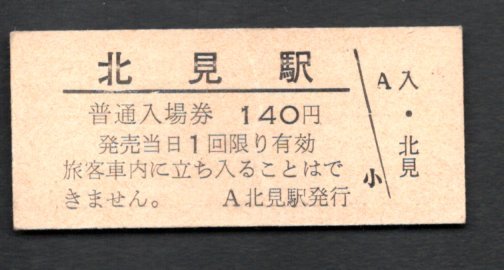 北見駅
普通入場券 140円
発売当日1回限り有効
旅客車内に立ち入ることはで
きません。 A北見駅発行
A
小
入・北見